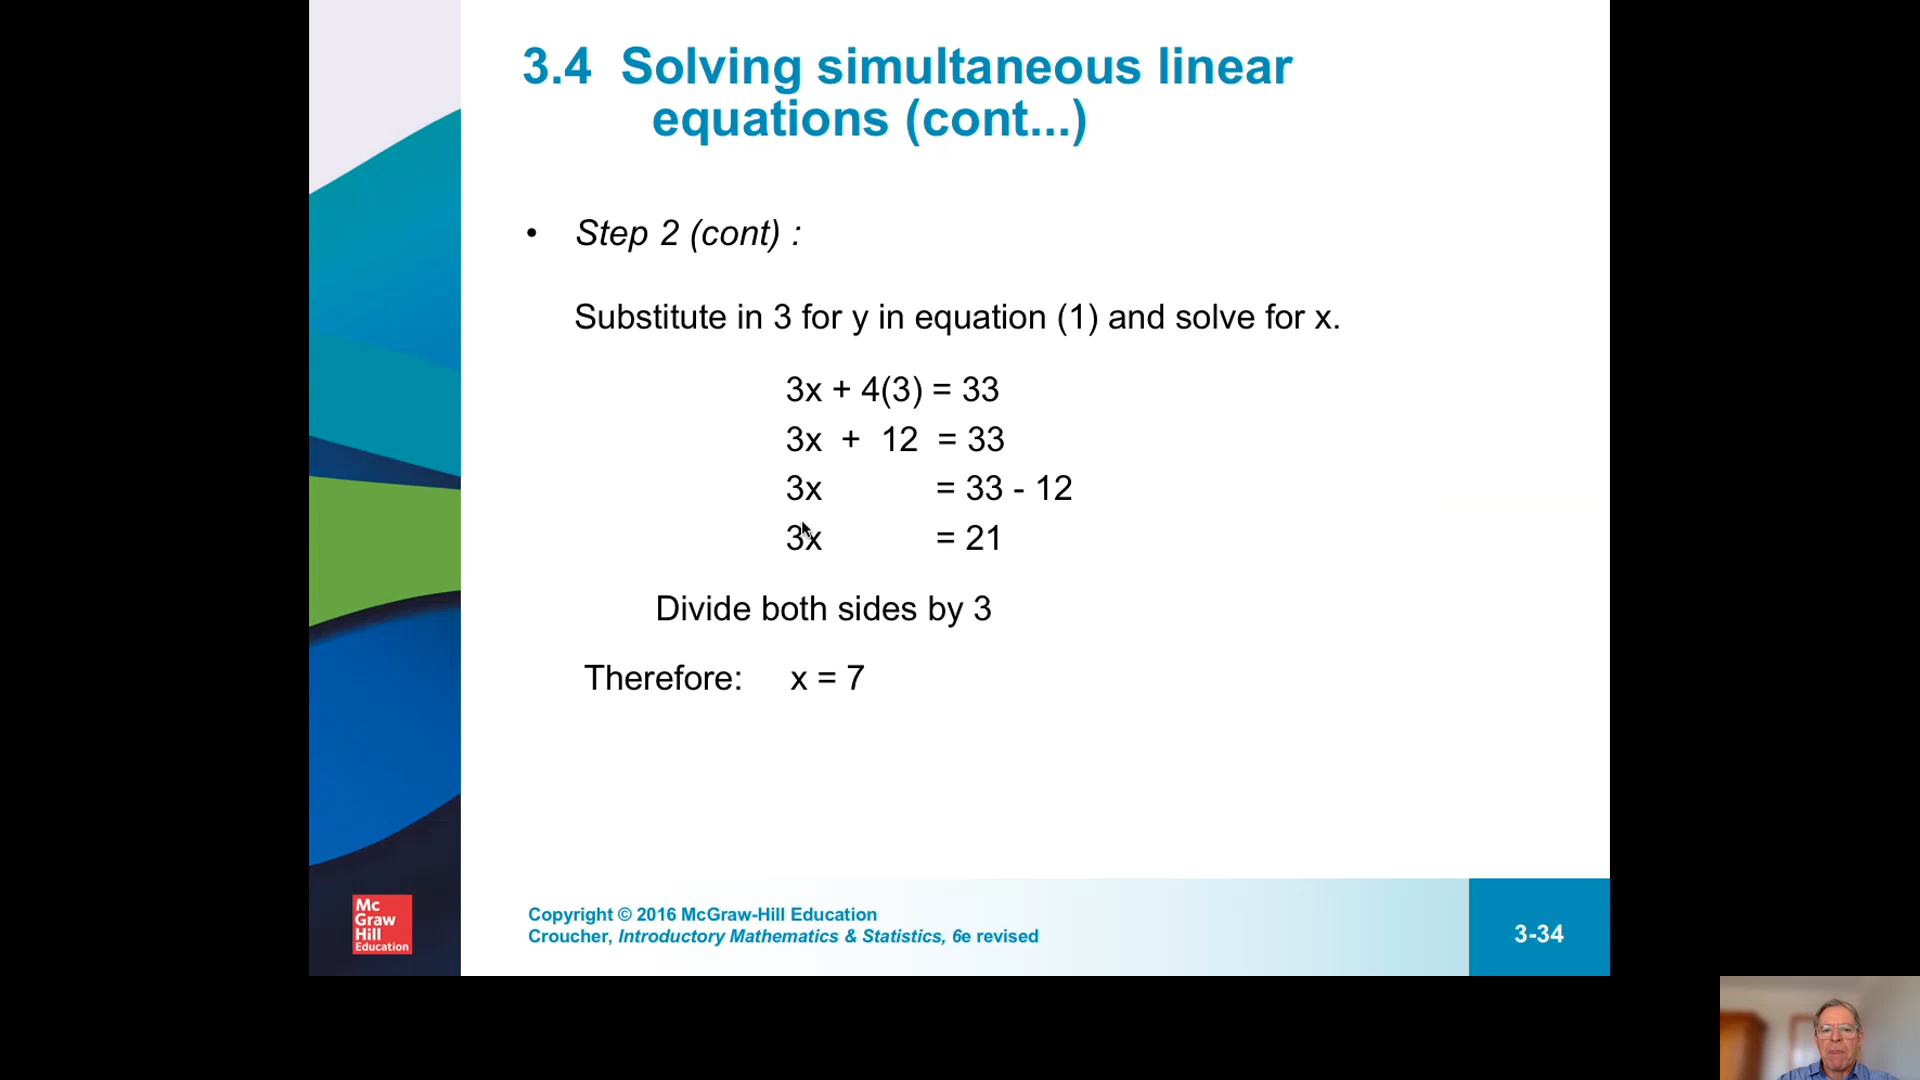 3.4 Solving simultaneous linear
equations (cont...)
• Step 2 (cont) :
Substitute in 3 for y in equation (1) and solve for x.
3x + 4(3) = 33
3x + 12 = 33
3x = 33 - 12
3x = 21
Divide both sides by 3
Therefore: x = 7
Mc
Graw
Hill
Education
Copyright © 2016 McGraw-Hill Education
Croucher, Introductory Mathematics & Statistics, 6e revised
3-34